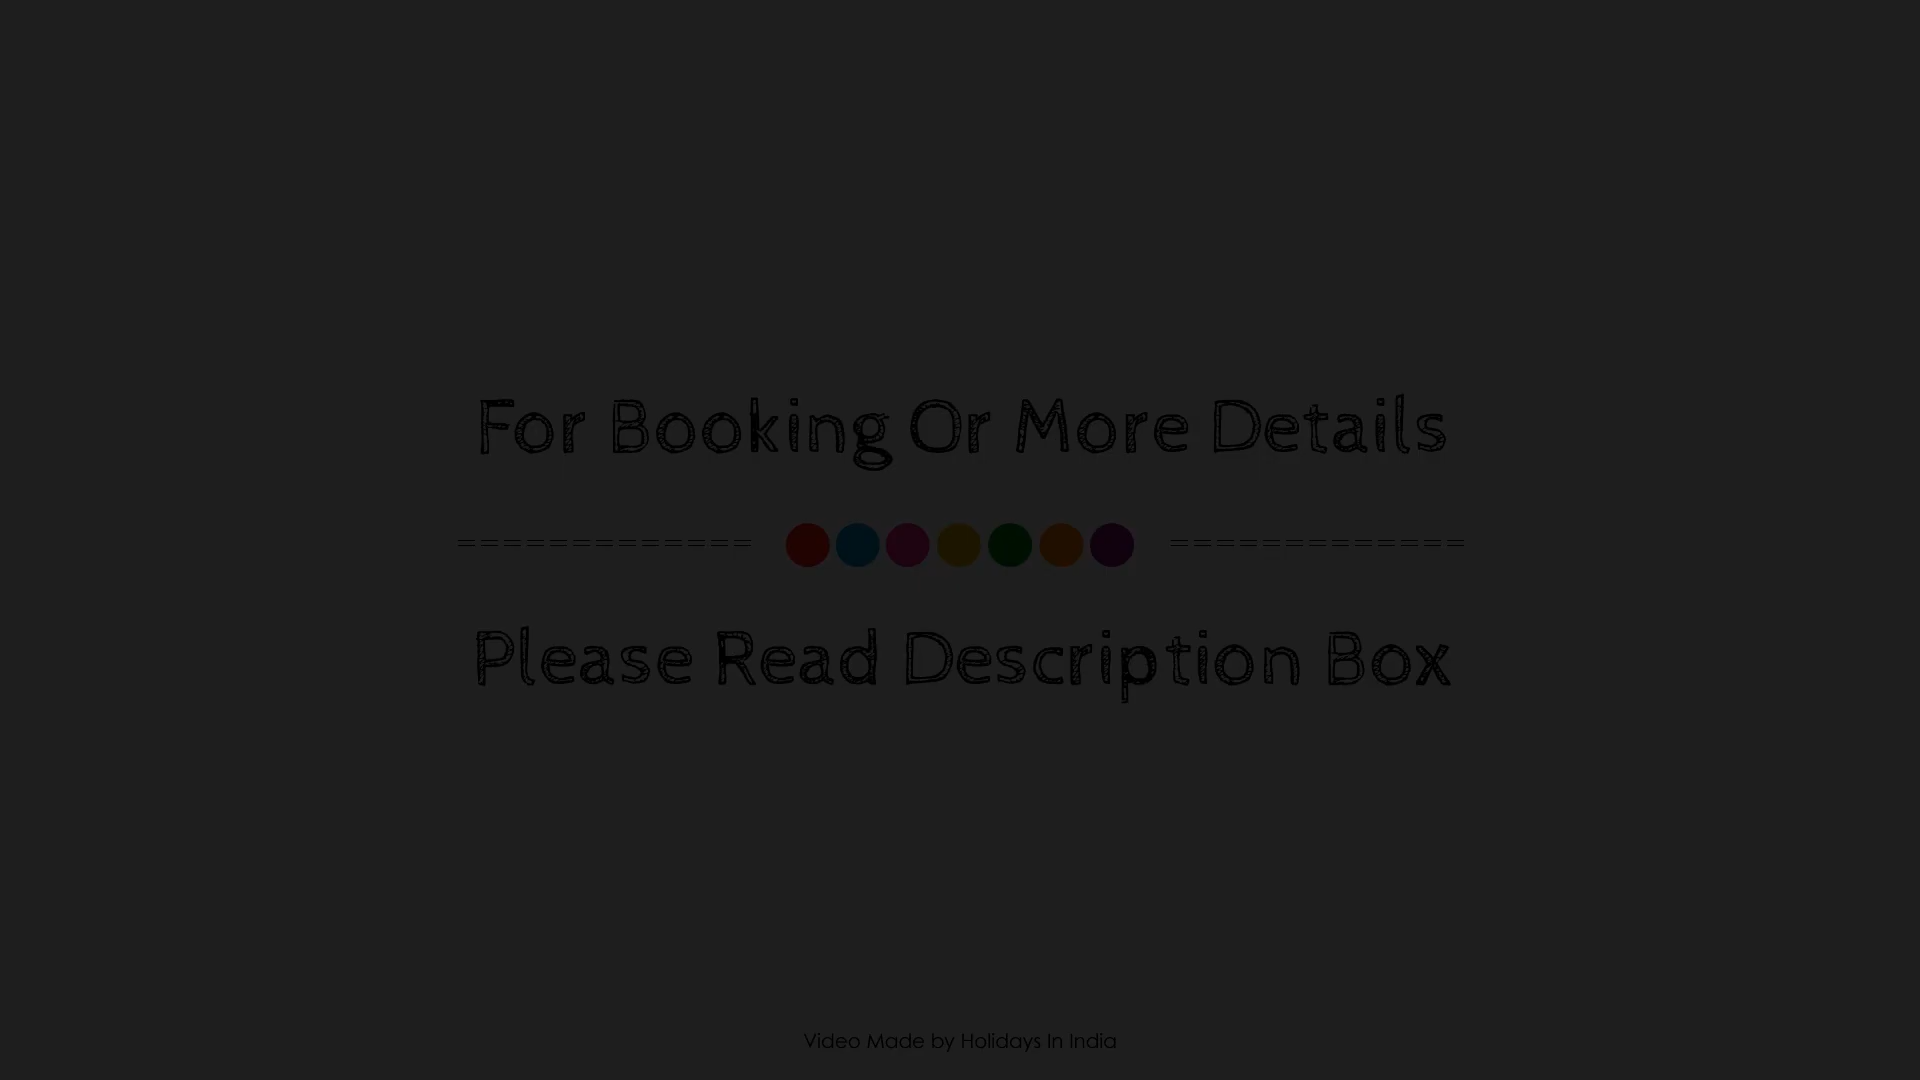 For Booking Or More Details
============= =============
Please Read Description Box
Video Made by Holidays In India